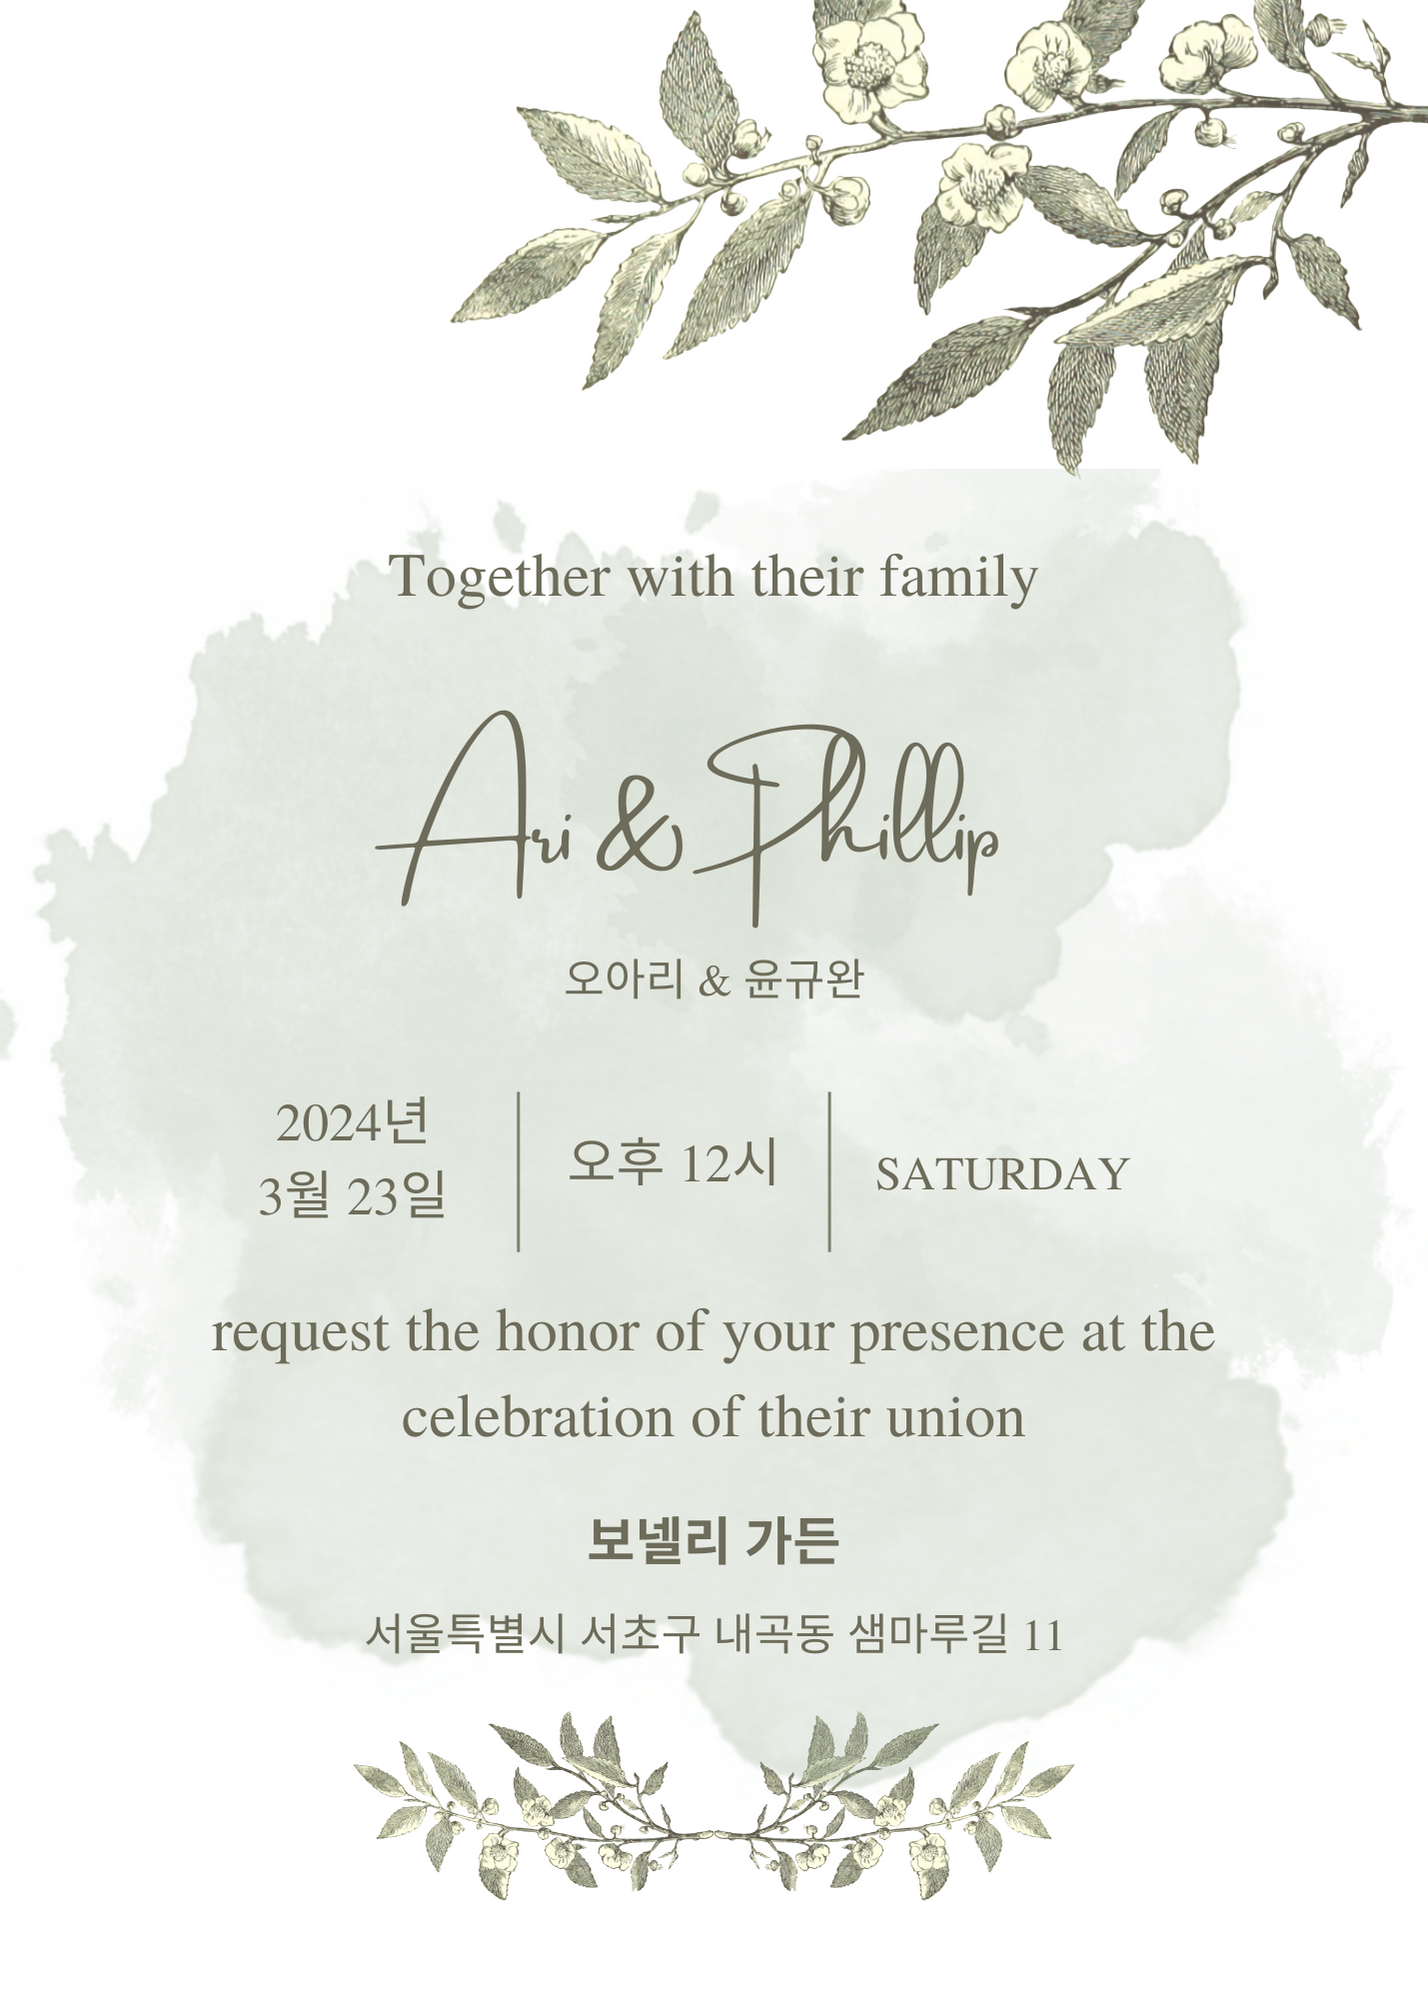 Together with their family
Ari & Phillip
오아리 & 윤규완
2024년
3월 23일
오후 12시
SATURDAY
request the honor of your presence at the
celebration of their union
보넬리 가든
서울특별시 서초구 내곡동 샘마루길 11